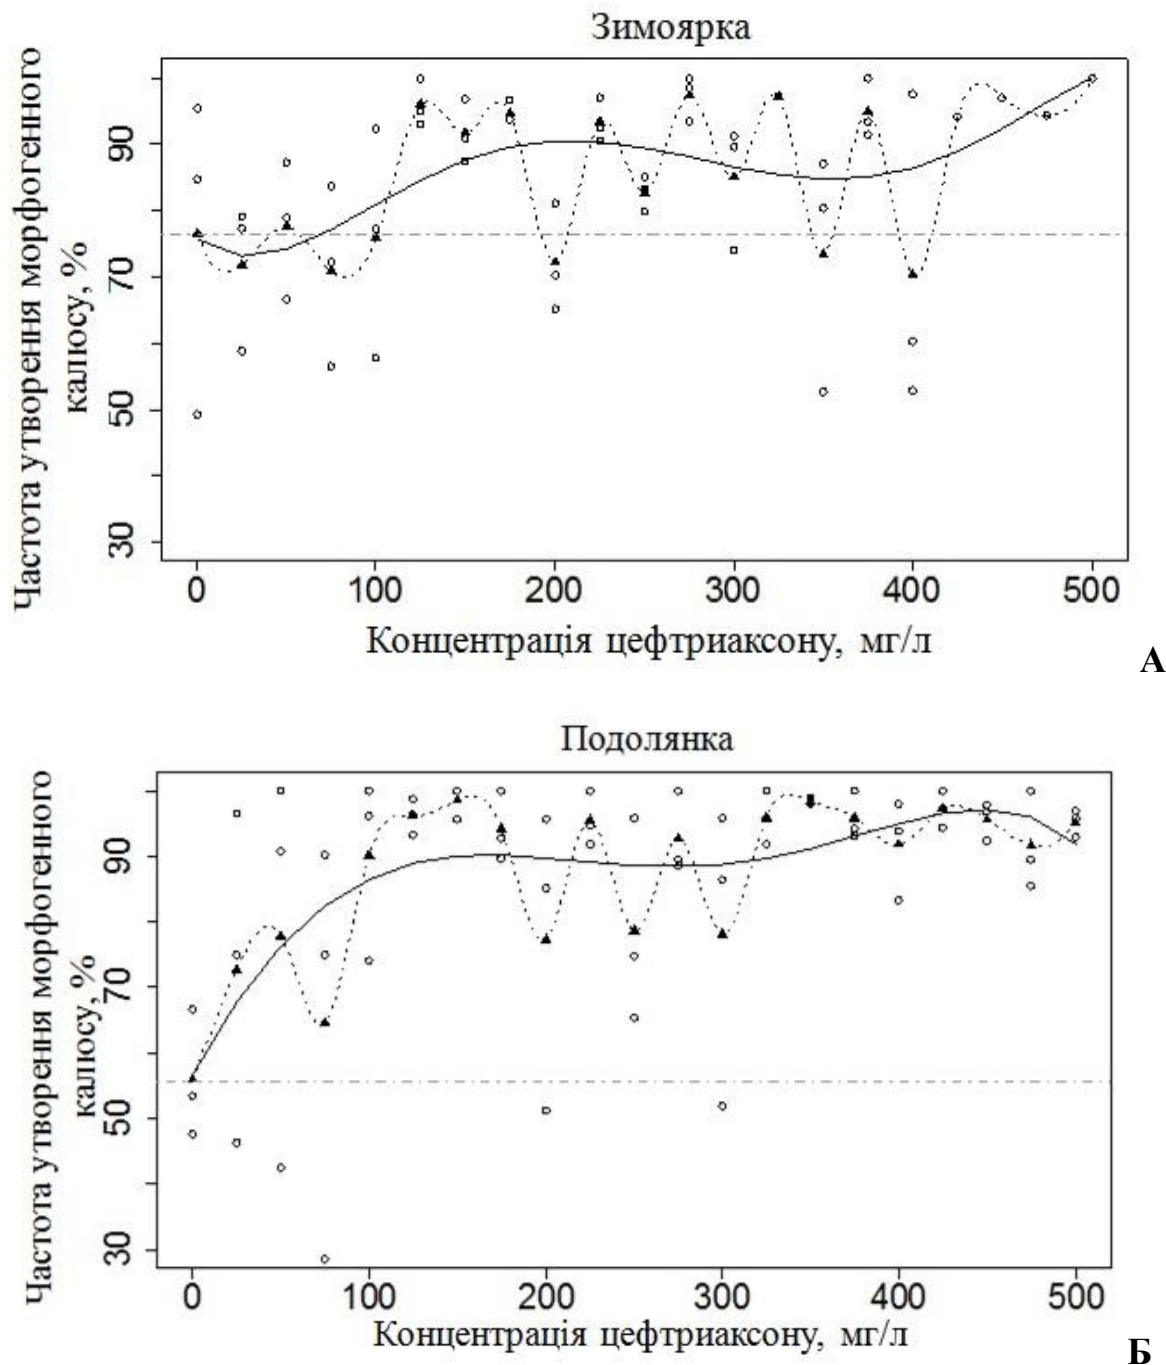 Зимоярка
Частота утворення морфогенного
калюсу, %
90
70
50
30
0 100 200 300 400 500
Концентрація цефтриаксону, мг/л
А
Подолянка
Частота утворення морфогенного
калюсу, %
90
70
50
30
0 100 200 300 400 500
Концентрація цефтриаксону, мг/л
Б